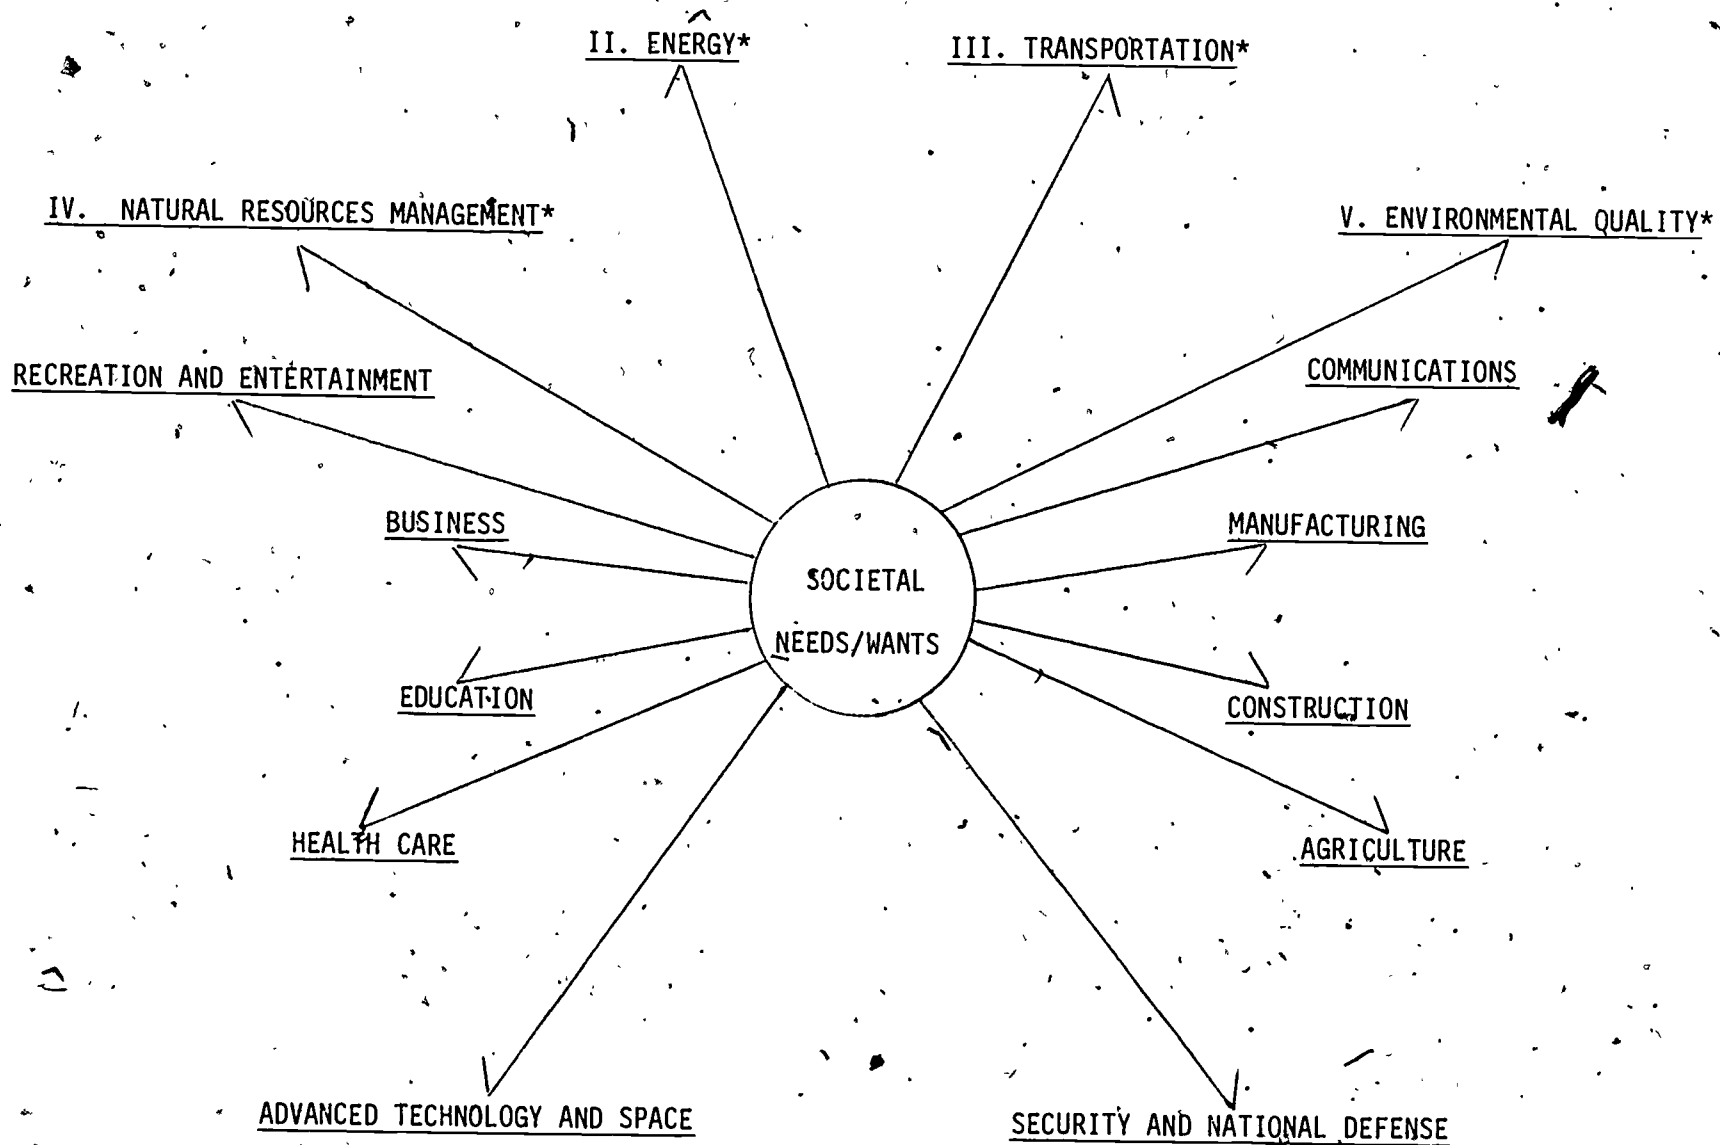 II. ENERGY*
III. TRANSPORTATION*
IV. NATURAL RESOURCES MANAGEMENT*
V. ENVIRONMENTAL QUALITY*
RECREATION AND ENTERTAINMENT
COMMUNICATIONS
BUSINESS
MANUFACTURING
SOCIETAL
NEEDS/WANTS
EDUCATION
CONSTRUCTION
HEALTH CARE
AGRICULTURE
ADVANCED TECHNOLOGY AND SPACE
SECURITY AND NATIONAL DEFENSE